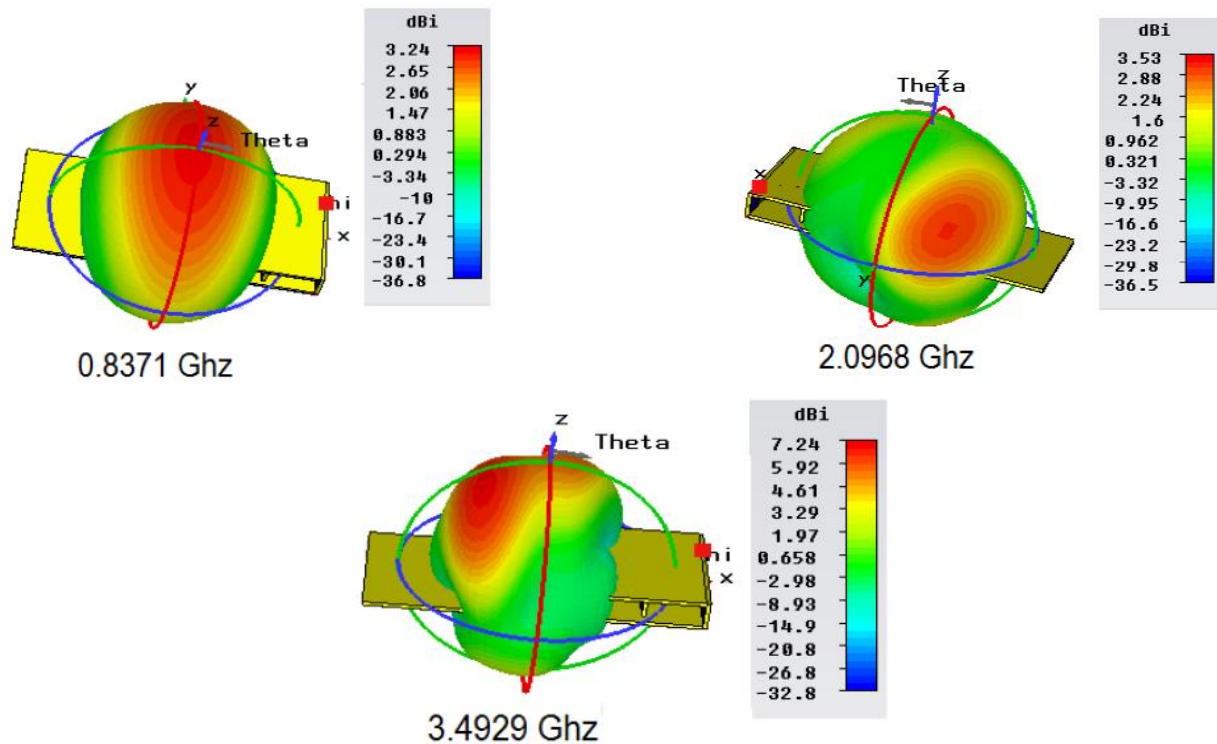 dBi
3.24
2.65
2.06
1.47
0.883
0.294
-3.34
-10
-16.7
-23.4
-30.1
-36.8
y
z
Theta
hi
x
0.8371 Ghz
dBi
3.53
2.88
2.24
1.6
0.962
0.321
-3.32
-9.95
-16.6
-23.2
-29.8
-36.5
z
Theta
x
x
y
2.0968 Ghz
dBi
7.24
5.92
4.61
3.29
1.97
0.658
-2.98
-8.93
-14.9
-20.8
-26.8
-32.8
z
Theta
hi
x
3.4929 Ghz